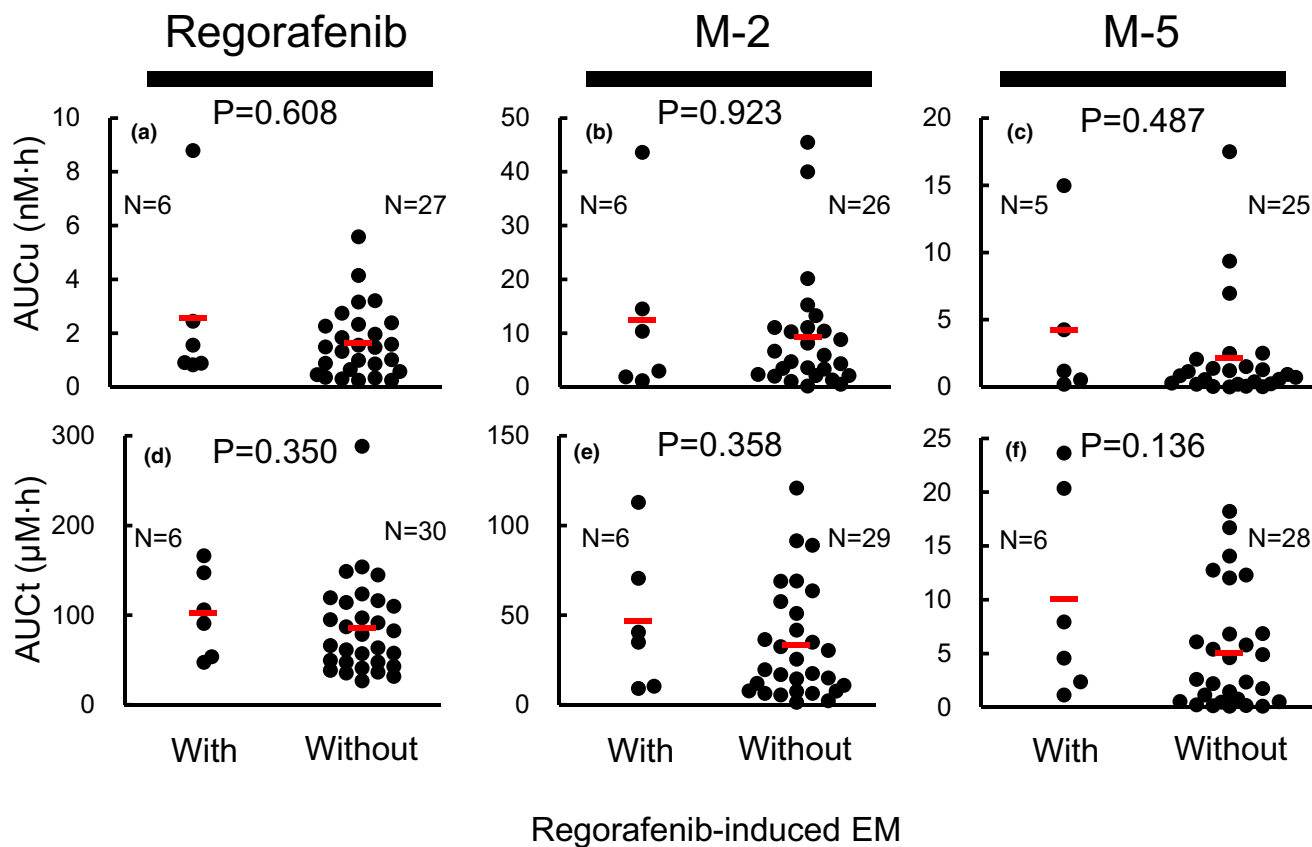 Regorafenib
M-2
M-5
P=0.608
P=0.923
P=0.487
(a)
(b)
(c)
10
8
6
4
2
0
AUCu (nM·h)
N=6
N=27
50
40
30
20
10
0
N=6
N=26
20
15
10
5
0
N=5
N=25
P=0.350
P=0.358
P=0.136
(d)
(e)
(f)
300
200
100
0
AUCt (µM·h)
N=6
N=30
150
100
50
0
N=6
N=29
25
20
15
10
5
0
N=6
N=28
With
Without
With
Without
With
Without
Regorafenib-induced EM